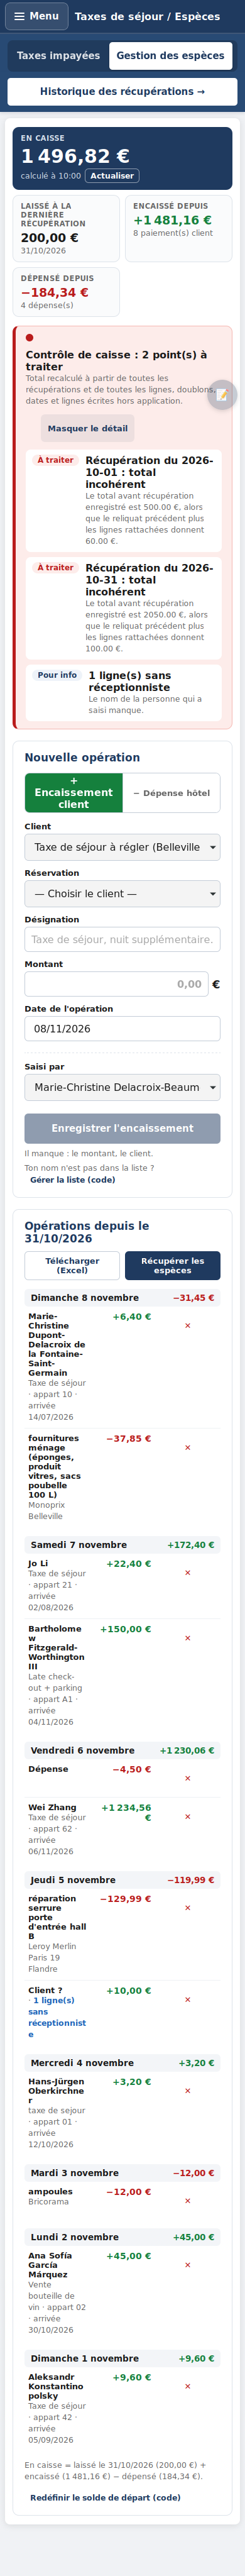 Menu
Taxes de séjour / Espèces
Taxes impayées
Gestion des espèces
Historique des récupérations →
EN CAISSE
1 496,82 €
calculé à 10:00 Actualiser
LAISSÉ À LA
DERNIÈRE
RÉCUPÉRATION
200,00 €
31/10/2026
ENCAISSÉ DEPUIS
+1 481,16 €
8 paiement(s) client
DÉPENSÉ DEPUIS
−184,34 €
4 dépense(s)
Contrôle de caisse : 2 point(s) à
traiter
Total recalculé à partir de toutes les
récupérations et de toutes les lignes, doublons,
dates et lignes écrites hors application.
Masquer le détail
À traiter
Récupération du 2026-
10-01 : total
incohérent
Le total avant récupération
enregistré est 500.00 €, alors
que le reliquat précédent plus
les lignes rattachées donnent
60.00 €.
À traiter
Récupération du 2026-
10-31 : total
incohérent
Le total avant récupération
enregistré est 2050.00 €, alors
que le reliquat précédent plus
les lignes rattachées donnent
100.00 €.
Pour info
1 ligne(s) sans
réceptionniste
Le nom de la personne qui a
saisi manque.
Nouvelle opération
+
Encaissement
client
− Dépense hôtel
Client
Taxe de séjour à régler (Belleville
Réservation
— Choisir le client —
Désignation
Taxe de séjour, nuit supplémentaire.
Montant
0,00 €
Date de l'opération
08/11/2026
Saisi par
Marie-Christine Delacroix-Beaum
Enregistrer l'encaissement
Il manque : le montant, le client.
Ton nom n'est pas dans la liste ?
Gérer la liste (code)
Opérations depuis le
31/10/2026
Télécharger
(Excel)
Récupérer les
espèces
Dimanche 8 novembre −31,45 €
Marie-
Christine
Dupont-
Delacroix de
la Fontaine-
Saint-
Germain
+6,40 €
×
Taxe de séjour
· appart 10 ·
arrivée
14/07/2026
fournitures
ménage
(éponges,
produit
vitres, sacs
poubelle
100 L)
−37,85 €
×
Monoprix
Belleville
Samedi 7 novembre +172,40 €
Jo Li
+22,40 €
×
Taxe de séjour
· appart 21 ·
arrivée
02/08/2026
Bartholome
w
Fitzgerald-
Worthington
III
+150,00 €
×
Late check-
out + parking
· appart A1 ·
arrivée
04/11/2026
Vendredi 6 novembre +1 230,06 €
Dépense
−4,50 €
×
Wei Zhang
+1 234,56
€
×
Taxe de séjour
· appart 62 ·
arrivée
06/11/2026
Jeudi 5 novembre −119,99 €
réparation
serrure
porte
d'entrée hall
B
−129,99 €
×
Leroy Merlin
Paris 19
Flandre
Client ?
+10,00 €
×
· 1 ligne(s)
sans
réceptionnist
e
Mercredi 4 novembre +3,20 €
Hans-Jürgen
Oberkirchne
r
+3,20 €
×
taxe de sejour
· appart 01 ·
arrivée
12/10/2026
Mardi 3 novembre −12,00 €
ampoules
−12,00 €
×
Bricorama
Lundi 2 novembre +45,00 €
Ana Sofía
García
Márquez
+45,00 €
×
Vente
bouteille de
vin · appart 02
· arrivée
30/10/2026
Dimanche 1 novembre +9,60 €
Aleksandr
Konstantino
polsky
+9,60 €
×
Taxe de séjour
· appart 42 ·
arrivée
05/09/2026
En caisse = laissé le 31/10/2026 (200,00 €) +
encaissé (1 481,16 €) − dépensé (184,34 €).
Redéfinir le solde de départ (code)